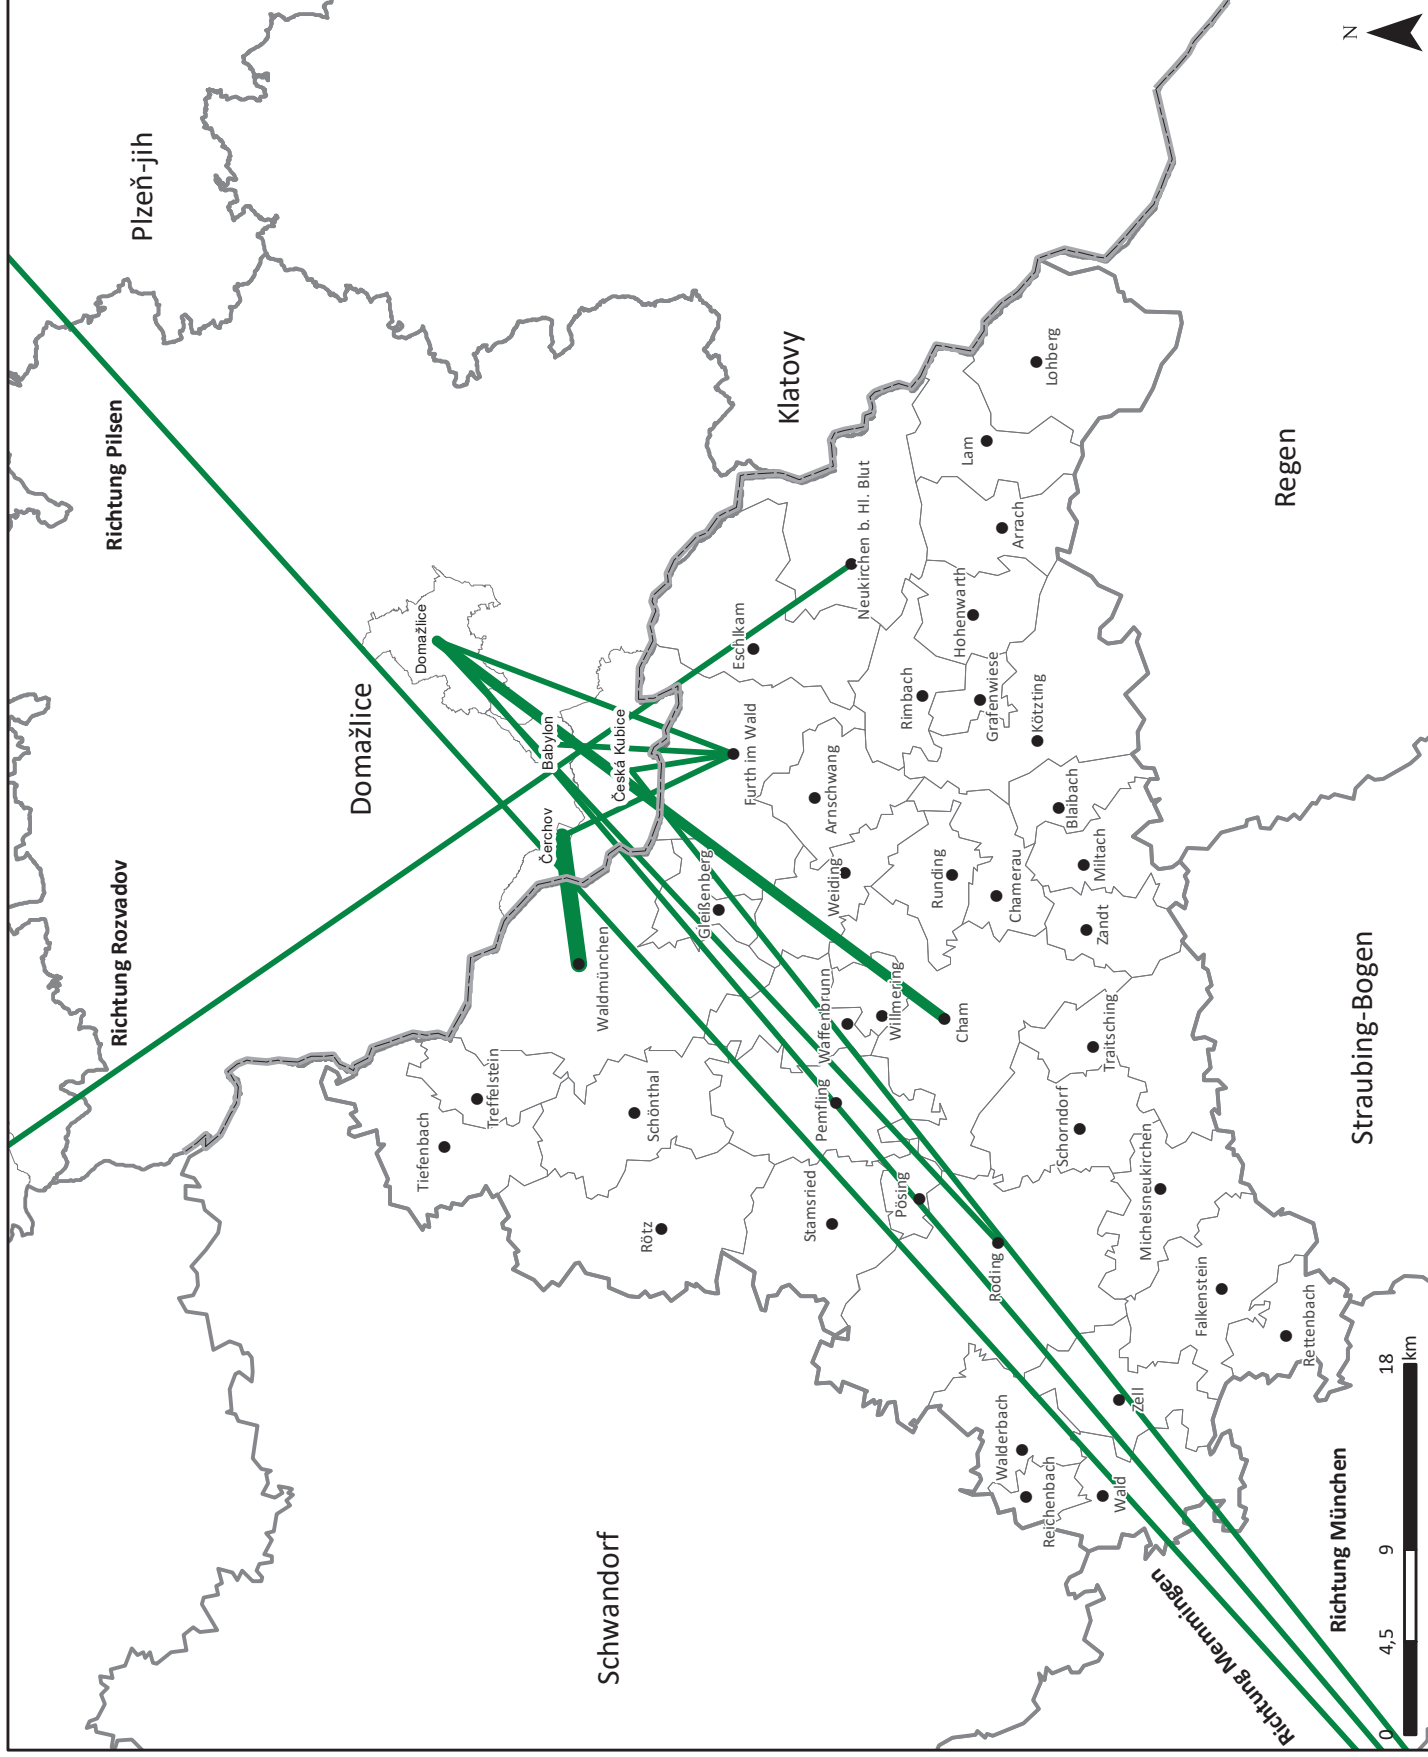 Plzeň-jih
Richtung Pilsen
Richtung Rozvadov
Domažlice
Klatovy
Regen
Straubing-Bogen
Schwandorf
Domažlice
Babylon
Česká Kubice
Čerchov
Waldmünchen
Gleißenberg
Furth im Wald
Eschlkam
Neukirchen b. Hl. Blut
Lohberg
Lam
Arrach
Hohenwarth
Grafenwiese
Rimbach
Kötzting
Arnschwang
Blaibach
Miltach
Weiding
Runding
Chamerau
Zandt
Willmering
Waffenbrunn
Cham
Traitsching
Schorndorf
Michelsneukirchen
Falkenstein
Rettenbach
Treffelstein
Tiefenbach
Schönthal
Rötz
Stamsried
Pemfling
Pösing
Roding
Zell
Walderbach
Reichenbach
Wald
Richtung Memmingen
Richtung München
N
0 4,5 9 18
km